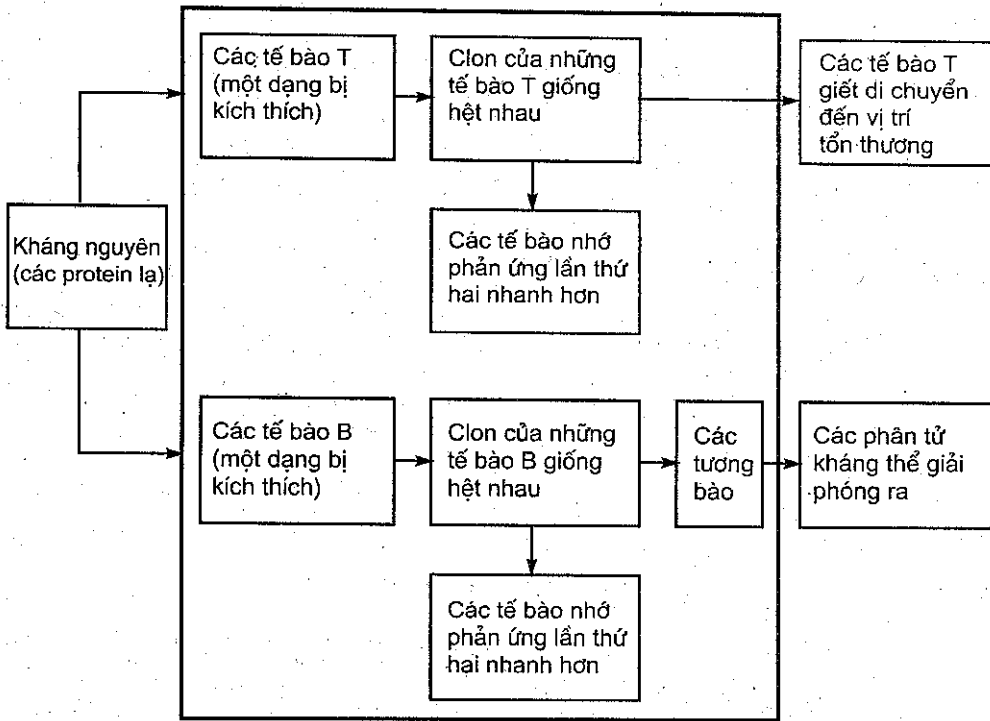 Các tế bào T
(một dạng bị
kích thích)
Clon của những
tế bào T giống
hệt nhau
Các tế bào T
giết di chuyển
đến vị trí
tổn thương
Kháng nguyên
(các protein lạ)
Các tế bào nhớ
phản ứng lần thứ
hai nhanh hơn
Các tế bào B
(một dạng bị
kích thích)
Clon của những
tế bào B giống
hệt nhau
Các
tương
bào
Các phân tử
kháng thể giải
phóng ra
Các tế bào nhớ
phản ứng lần thứ
hai nhanh hơn